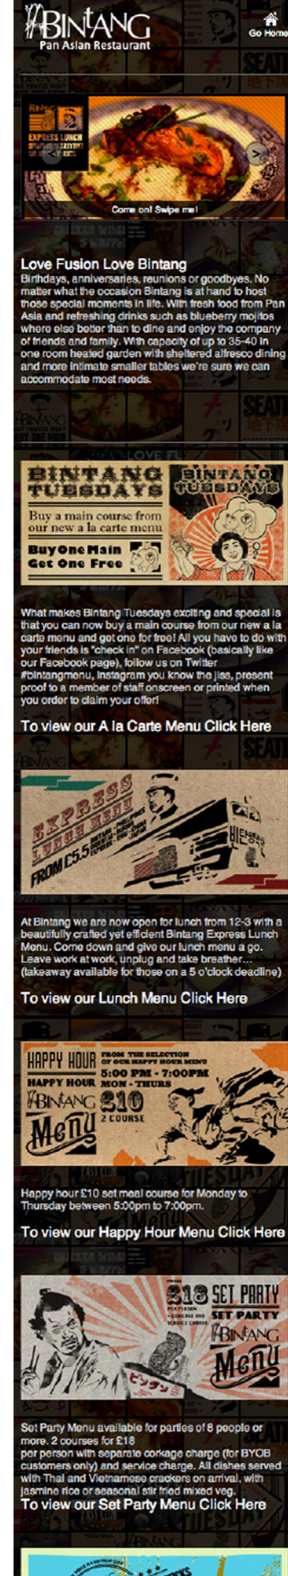 BINTANG
Pan Asian Restaurant
Go Home
BINTANG
EXPRESS LUNCH
Come on! Swipe me!
Love Fusion Love Bintang
Birthdays, anniversaries, reunions or goodbyes. No
matter what the occasion Bintang is at hand to host
those special moments in life. With fresh food from Pan
Asia and refreshing drinks such as blueberry mojitos
where else better than to dine and enjoy the company
of friends and family. With capacity of up to 35-40 in
one room heated garden with sheltered alfresco dining
and more intimate smaller tables we're sure we can
accommodate most needs.
BINTANG
TUESDAYS
Buy a main course from
our new a la carte menu
Buy One Main
Get One Free
BINTANG
TUESDAYS
What makes Bintang Tuesdays exciting and special is
that you can now buy a main course from our new a la
carte menu and get one for free! All you have to do with
your friends is "check in" on Facebook (basically like
our Facebook page), follow us on Twitter
#bintangmenu, Instagram you know the jiss, present
proof to a member of staff onscreen or printed when
you order to claim your offer!
To view our A la Carte Menu Click Here
EXPRESS
LUNCH MENU
FROM £5.5
At Bintang we are now open for lunch from 12-3 with a
beautifully crafted yet efficient Bintang Express Lunch
Menu. Come down and give our lunch menu a go.
Leave work at work, unplug and take breather...
(takeaway available for those on a 5 o'clock deadline)
To view our Lunch Menu Click Here
HAPPY HOUR
FROM THE SELECTION
OF OUR HAPPY HOUR MENU
5:00 PM - 7:00PM
HAPPY HOUR
MON - THURS
BINTANG
£10
Menu
2 COURSE
Happy hour £10 set meal course for Monday to
Thursday between 5:00pm to 7:00pm.
To view our Happy Hour Menu Click Here
£18 SET PARTY
PER PERSON
SET PARTY
BINTANG
Menu
ビンタン
Set Party Menu available for parties of 8 people or
more. 2 courses for £18
per person with separate corkage charge (for BYOB
customers only) and service charge. All dishes served
with Thai and Vietnamese crackers on arrival, with
jasmine rice or seasonal stir fried mixed veg.
To view our Set Party Menu Click Here